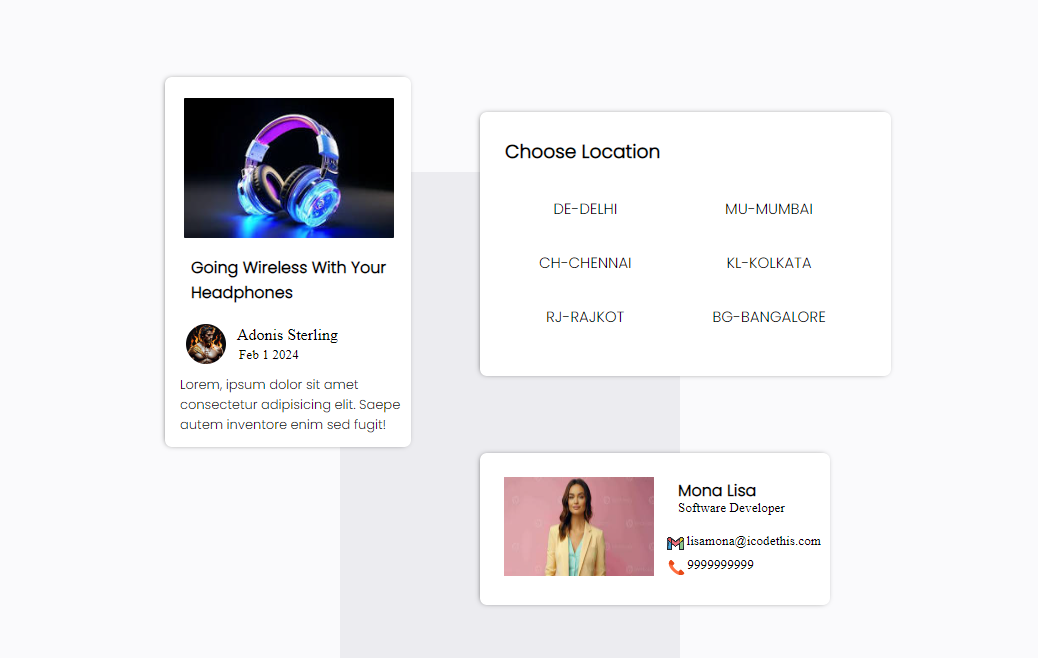 Going Wireless With Your
Headphones
Adonis Sterling
Feb 1 2024
Lorem, ipsum dolor sit amet
consectetur adipisicing elit. Saepe
autem inventore enim sed fugit!
Choose Location
DE-DELHI MU-MUMBAI
CH-CHENNAI KL-KOLKATA
RJ-RAJKOT BG-BANGALORE
Mona Lisa
Software Developer
lisamona@icodethis.com
9999999999